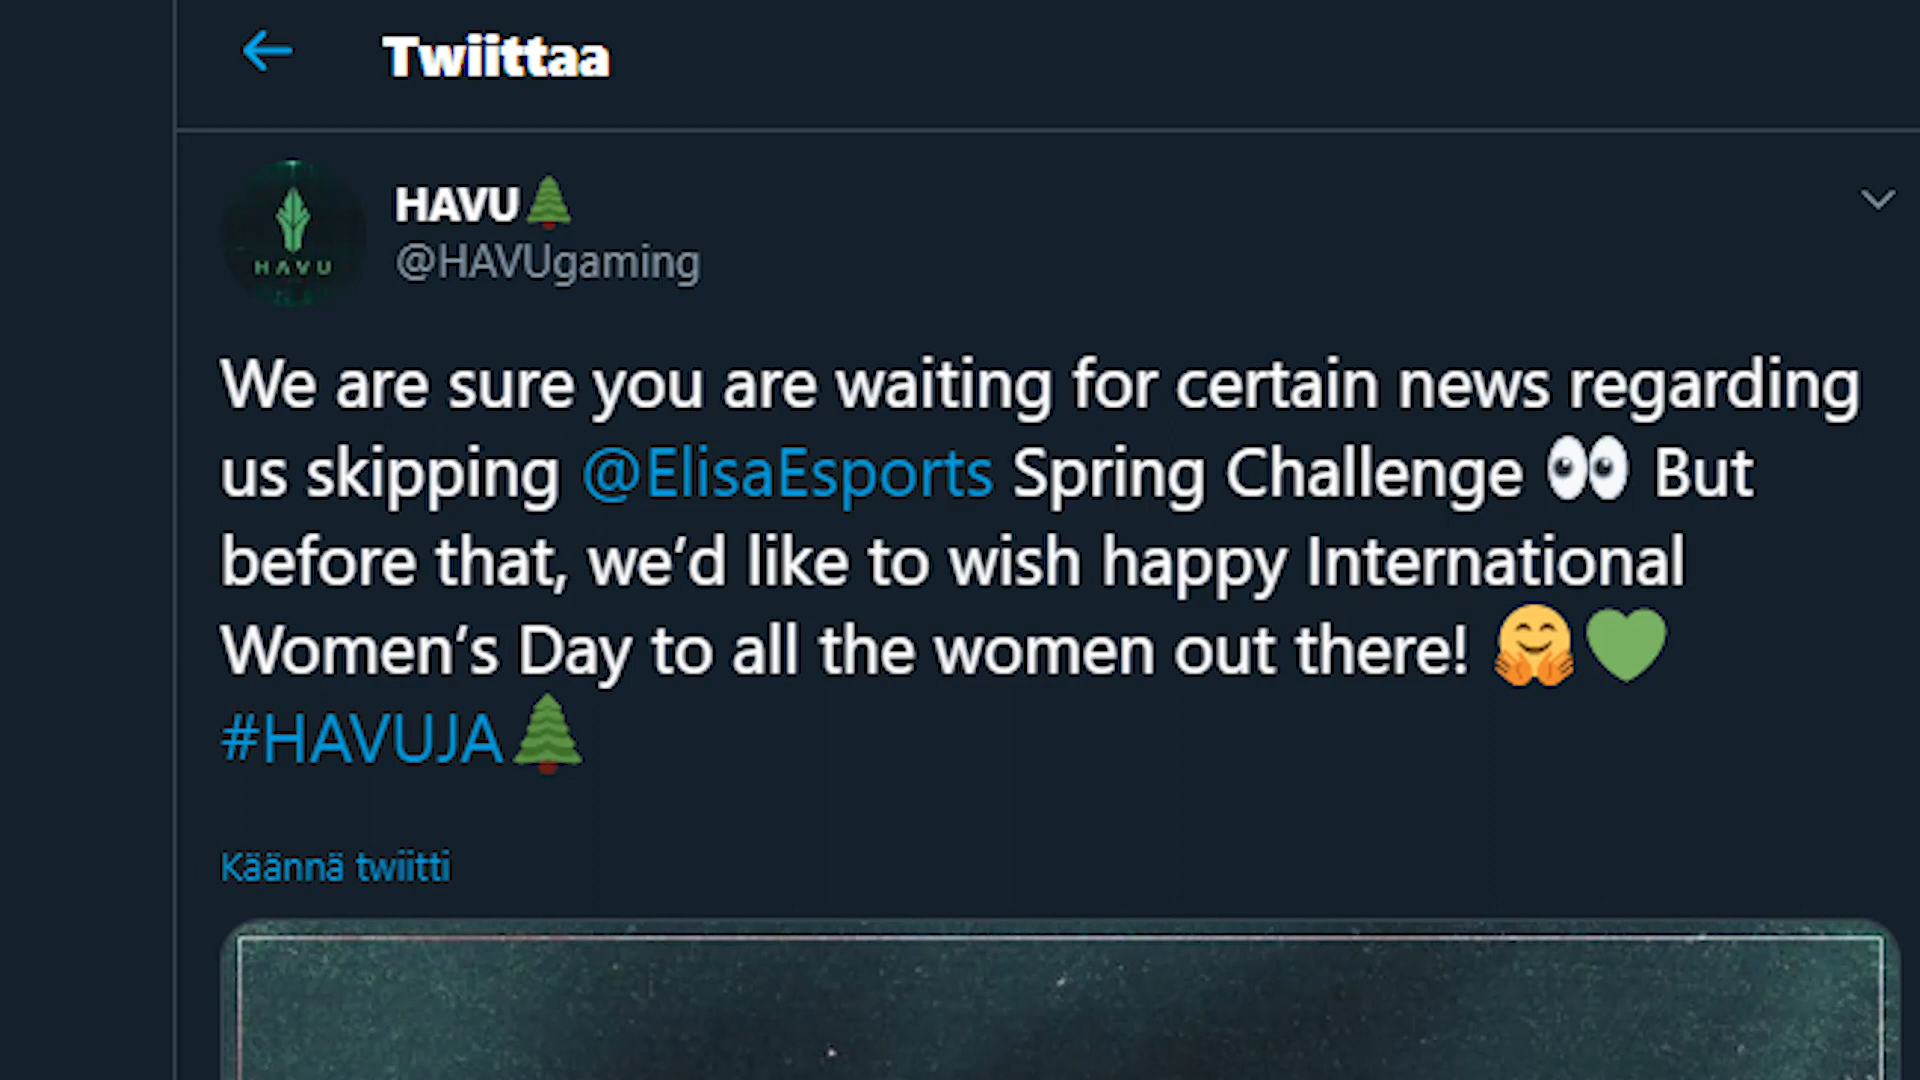 Twiittaa
HAVU🌲
HAVU
@HAVUgaming
We are sure you are waiting for certain news regarding
us skipping @ElisaEsports Spring Challenge 👀 But
before that, we’d like to wish happy International
Women’s Day to all the women out there! 🤗💚
#HAVUJA🌲
Käännä twiitti